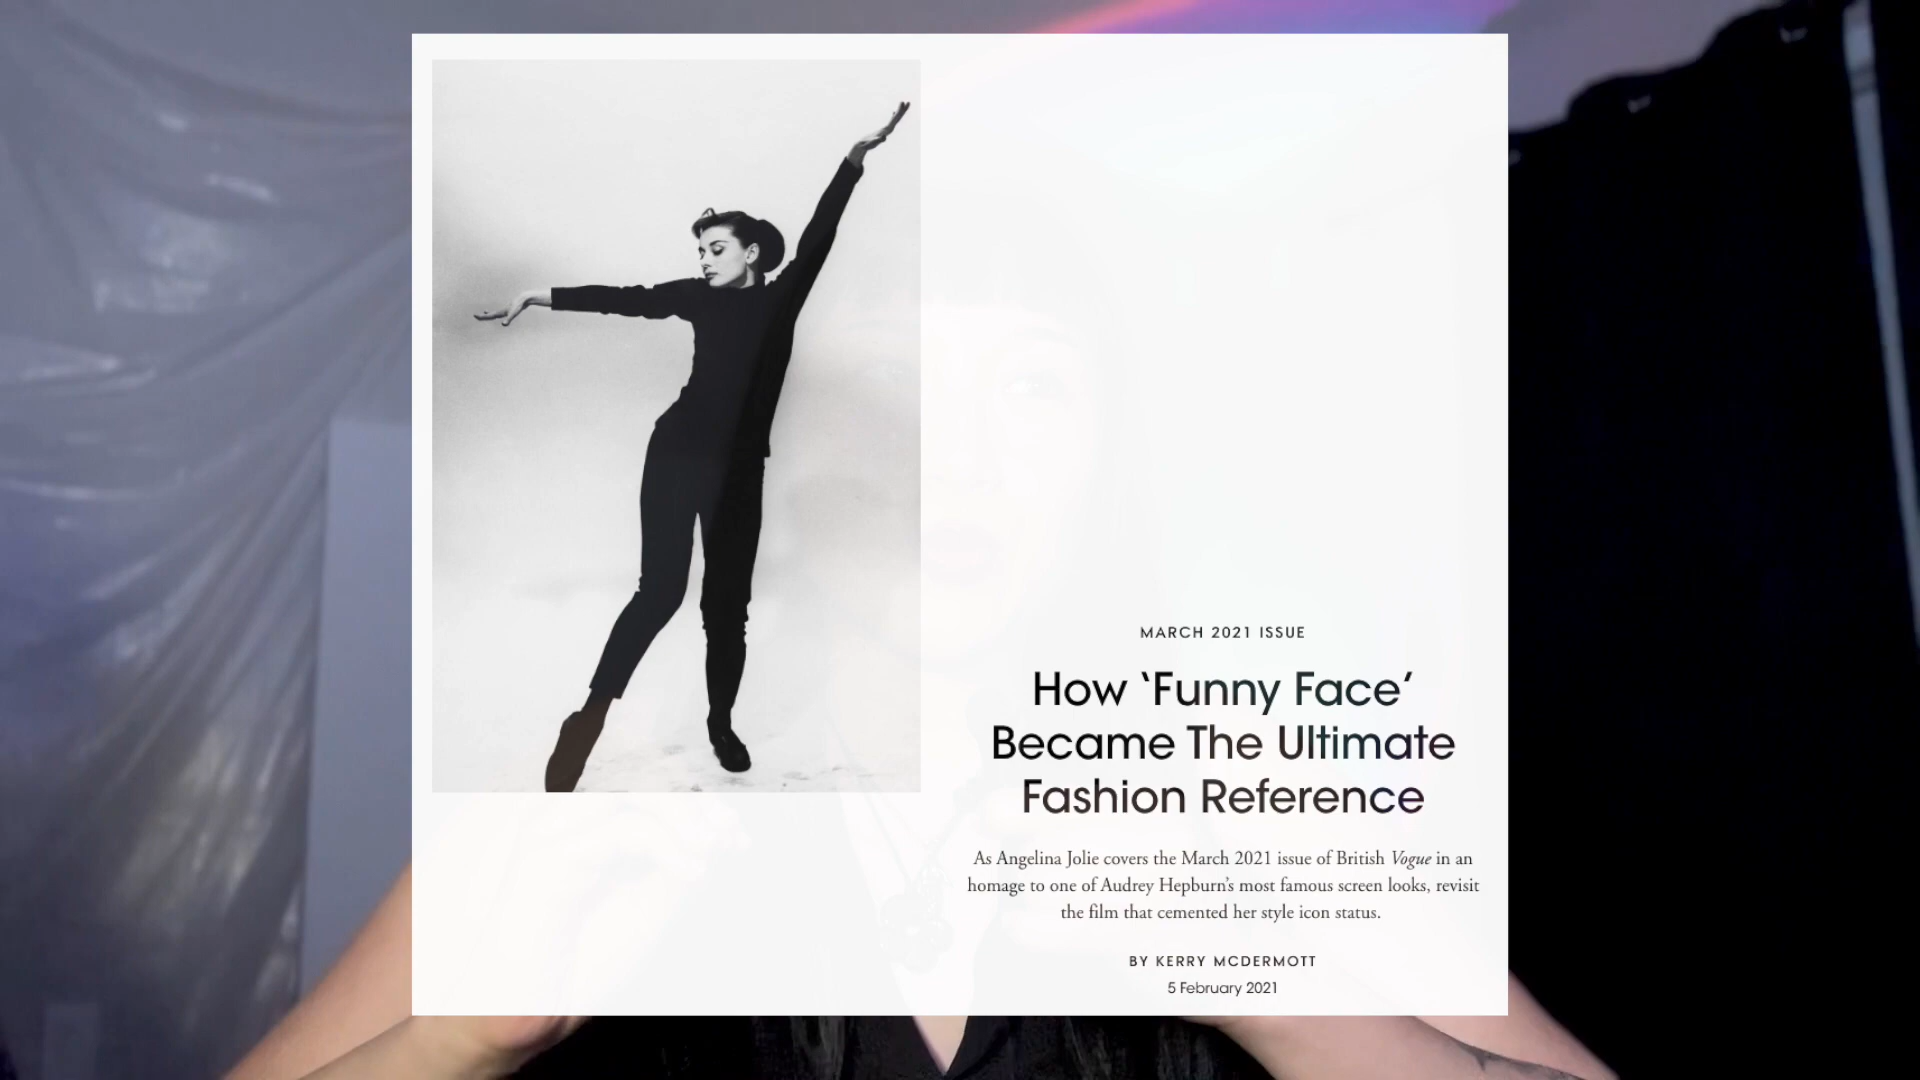 MARCH 2021 ISSUE
How ‘Funny Face’
Became The Ultimate
Fashion Reference
As Angelina Jolie covers the March 2021 issue of British Vogue in an
homage to one of Audrey Hepburn’s most famous screen looks, revisit
the film that cemented her style icon status.
BY KERRY MCDERMOTT
5 February 2021